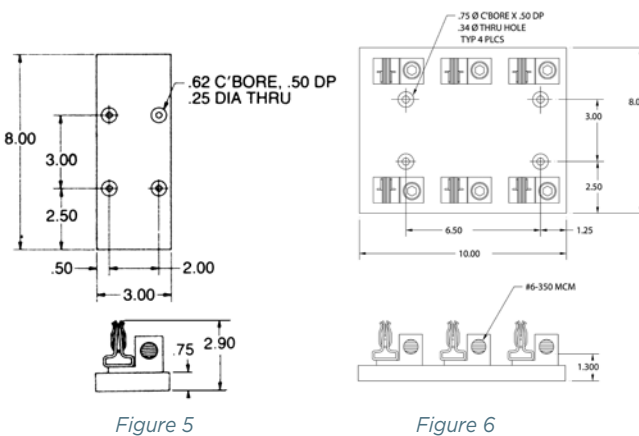 .62 C'BORE, .50 DP
.25 DIA THRU
8.00
3.00
2.50
.50
2.00
3.00
.75
2.90
Figure 5
.75 Ø C'BORE X .50 DP
.34 Ø THRU HOLE
TYP 4 PLCS
3.00
2.50
6.50
1.25
10.00
#6-350 MCM
1.300
Figure 6